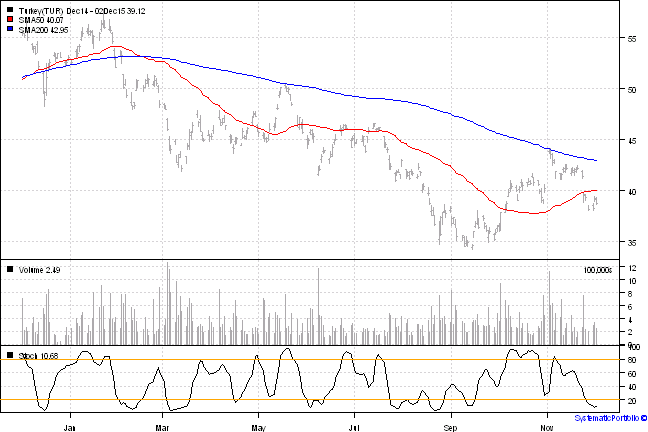 Turkey(TUR) Dec14 - 02Dec15 39.12
SMA50 40.07
SMA200 42.95
55
50
45
40
35
Volume 2.49
100,000s
12
10
8
6
4
2
0
Stoch 10.68
100
80
60
40
20
Jan Mar May Jul Sep Nov
SystematicPortfolio ©